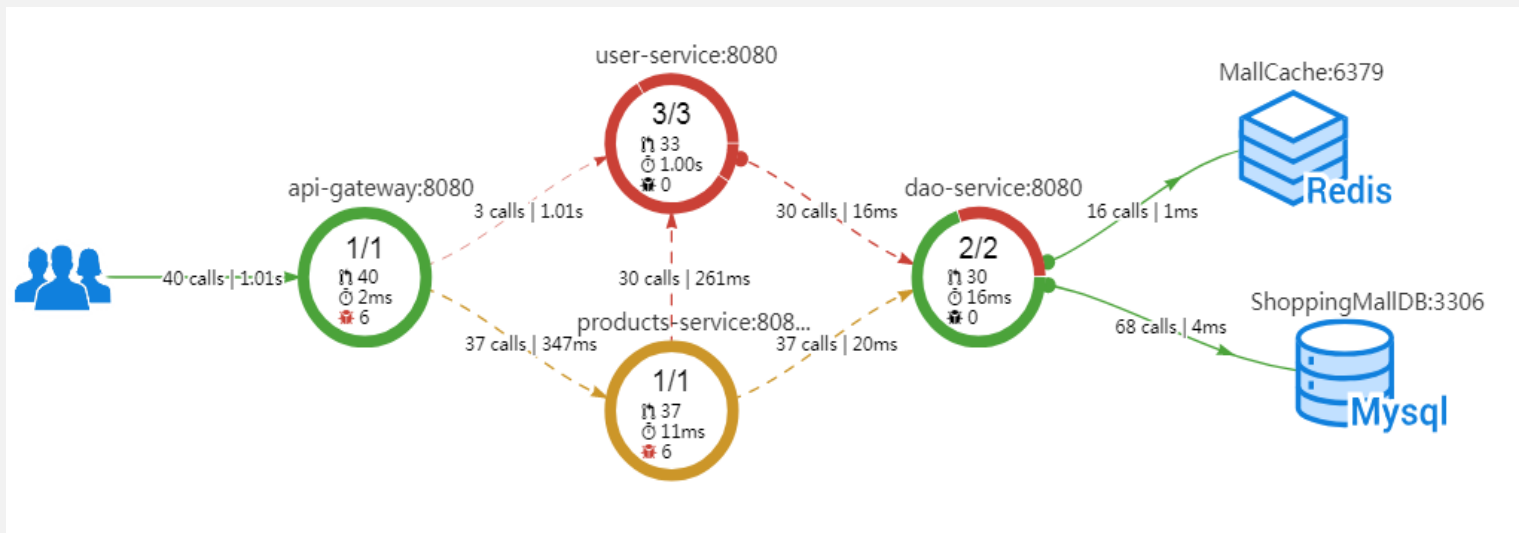 user-service:8080
3/3
33
1.00s
0
MallCache:6379
Redis
api-gateway:8080
1/1
40
2ms
6
40 calls | 1.01s
3 calls | 1.01s
30 calls | 16ms
dao-service:8080
2/2
30
16ms
0
16 calls | 1ms
30 calls | 261ms
products-service:808...
1/1
37
11ms
6
37 calls | 347ms
37 calls | 20ms
68 calls | 4ms
ShoppingMallDB:3306
Mysql